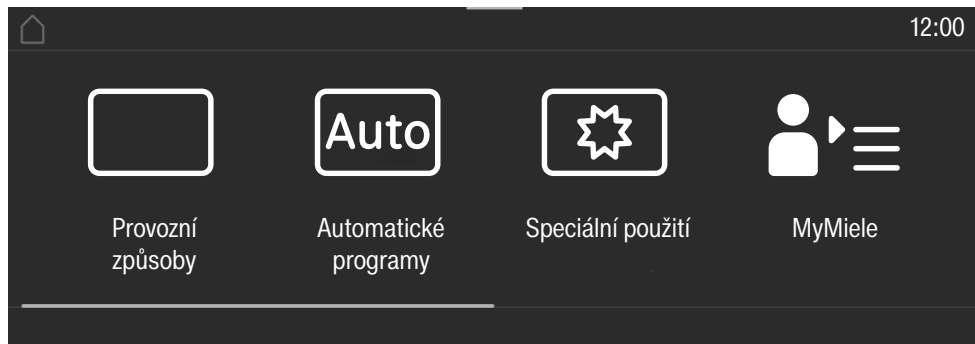 12:00
Auto
Provozní
způsoby
Automatické
programy
Speciální použití
MyMiele